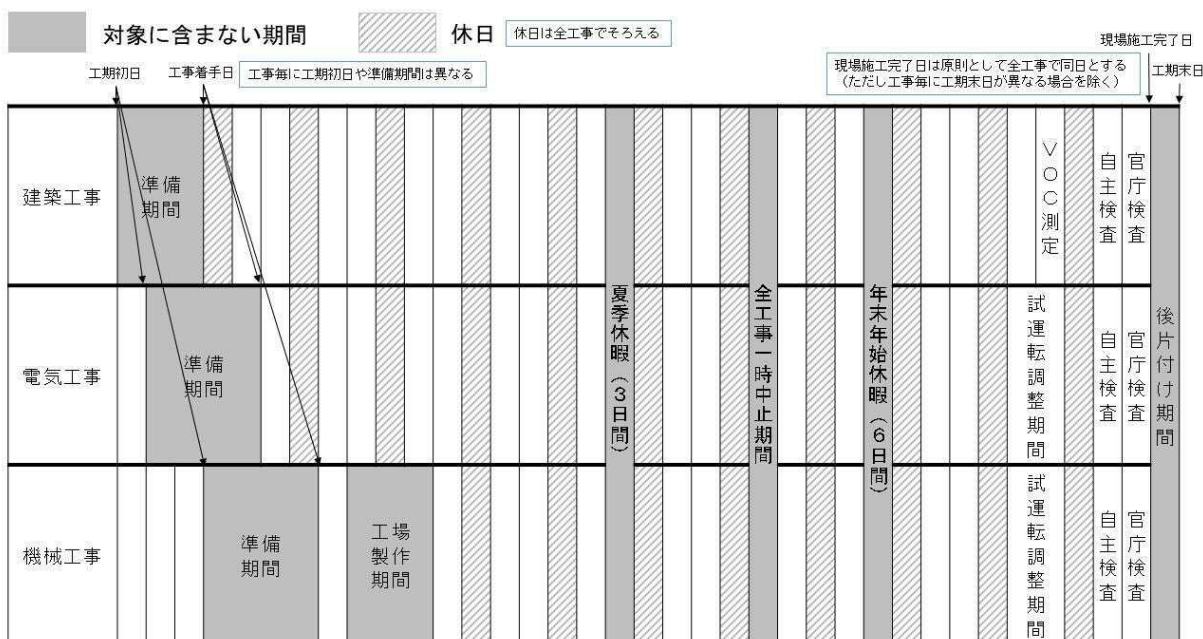 対象に含まない期間
休日
休日は全工事でそろえる
現場施工完了日
工期初日
工事着手日
工事毎に工期初日や準備期間は異なる
現場施工完了日は原則として全工事で同日とする
（ただし工事毎に工期末日が異なる場合を除く）
工期末日
建築工事
準備
期間
VOC測定
自主検査
官庁検査
電気工事
準備
期間
夏季休暇（3日間）
全工事一時中止期間
年末年始休暇（6日間）
試運転調整期間
自主検査
官庁検査
後片付け期間
機械工事
準備
期間
工場
製作
期間
試運転調整期間
自主検査
官庁検査